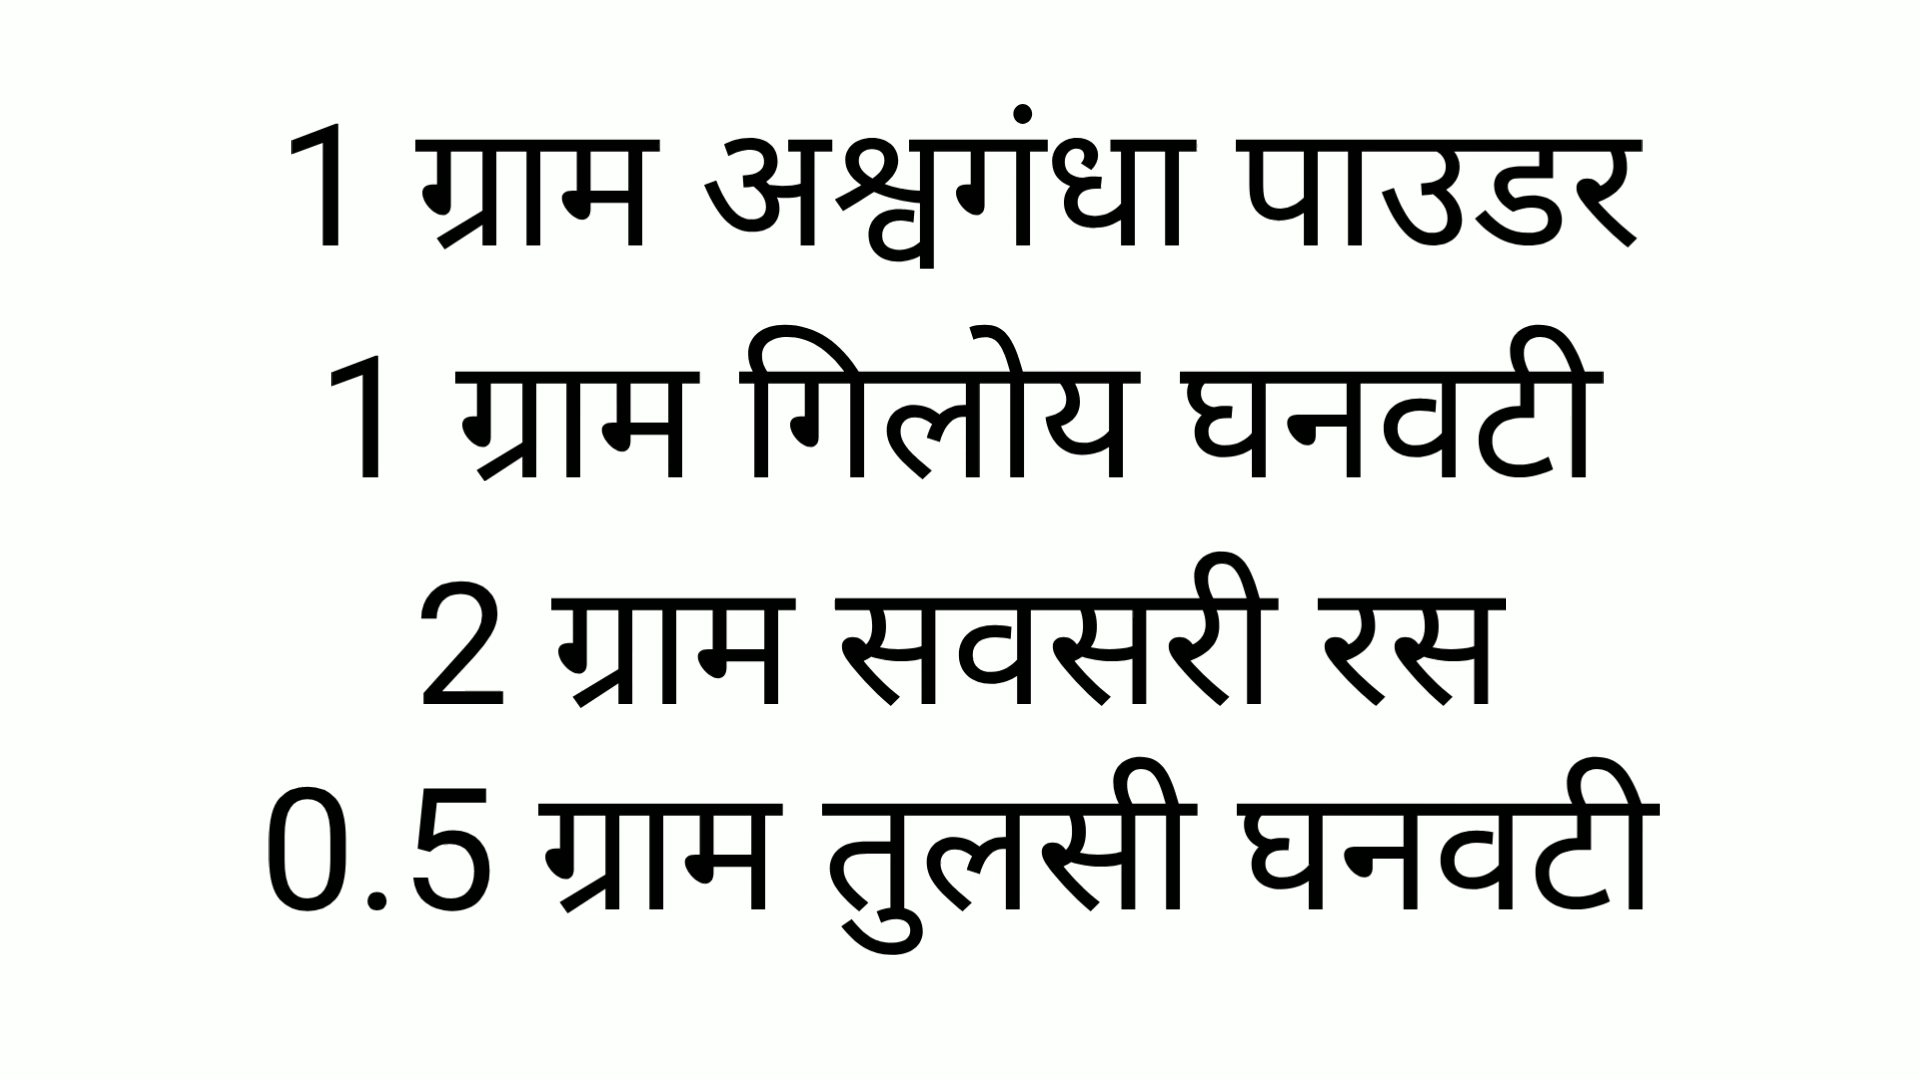 1 ग्राम अश्वगंधा पाउडर
1 ग्राम गिलोय घनवटी
2 ग्राम सवसरी रस
0.5 ग्राम तुलसी घनवटी